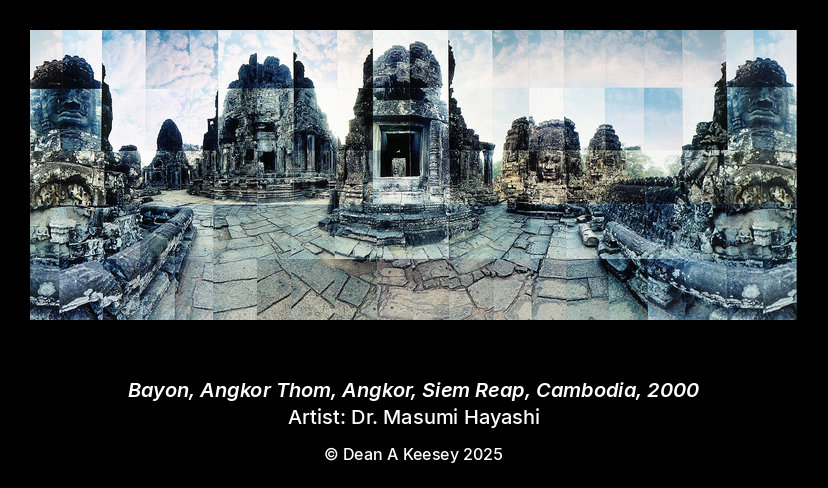 Bayon, Angkor Thom, Angkor, Siem Reap, Cambodia, 2000
Artist: Dr. Masumi Hayashi
© Dean A Keesey 2025